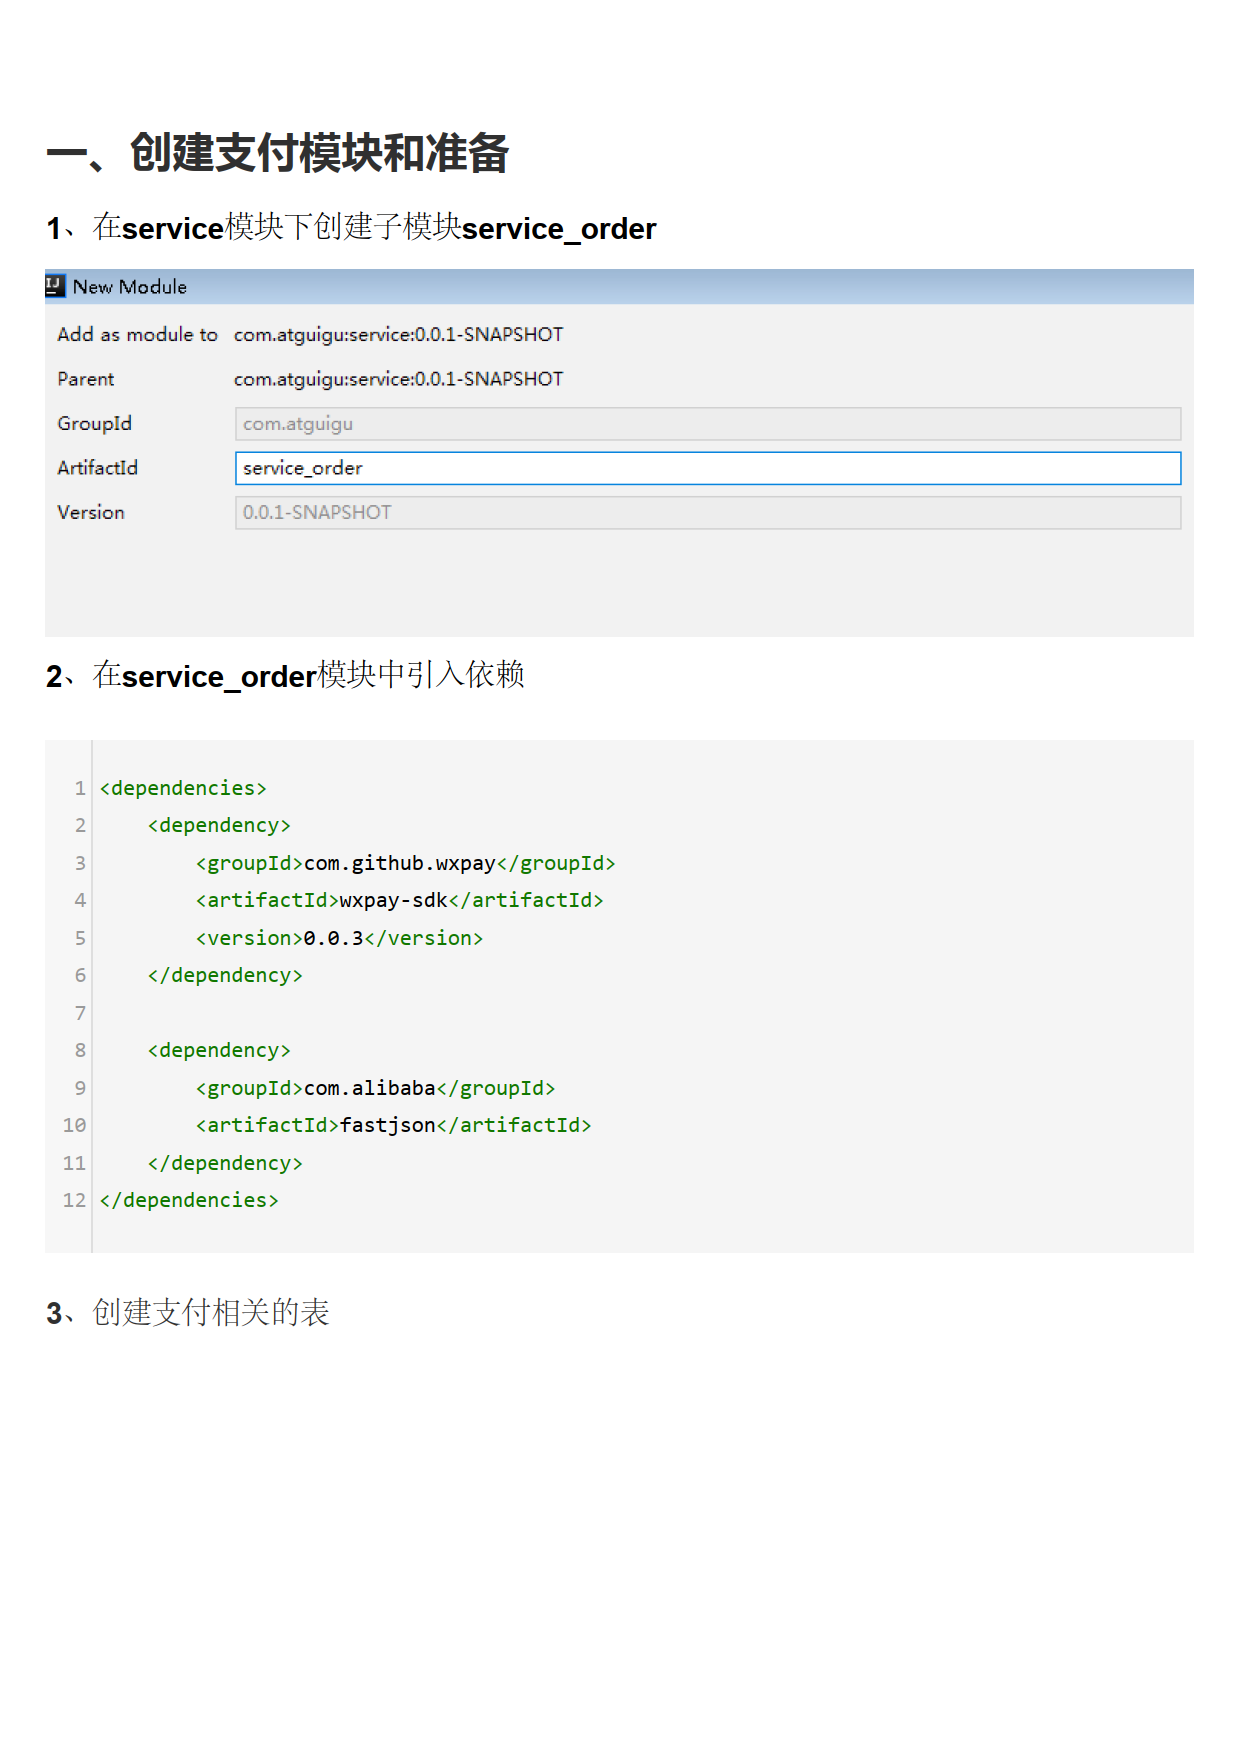 一、创建支付模块和准备
1、在service模块下创建子模块service_order
New Module
Add as module to com.atguigu:service:0.0.1-SNAPSHOT
Parent com.atguigu:service:0.0.1-SNAPSHOT
GroupId com.atguigu
ArtifactId service_order
Version 0.0.1-SNAPSHOT
2、在service_order模块中引入依赖
1 <dependencies>
2     <dependency>
3         <groupId>com.github.wxpay</groupId>
4         <artifactId>wxpay-sdk</artifactId>
5         <version>0.0.3</version>
6     </dependency>
7
8     <dependency>
9         <groupId>com.alibaba</groupId>
10         <artifactId>fastjson</artifactId>
11     </dependency>
12 </dependencies>
3、创建支付相关的表